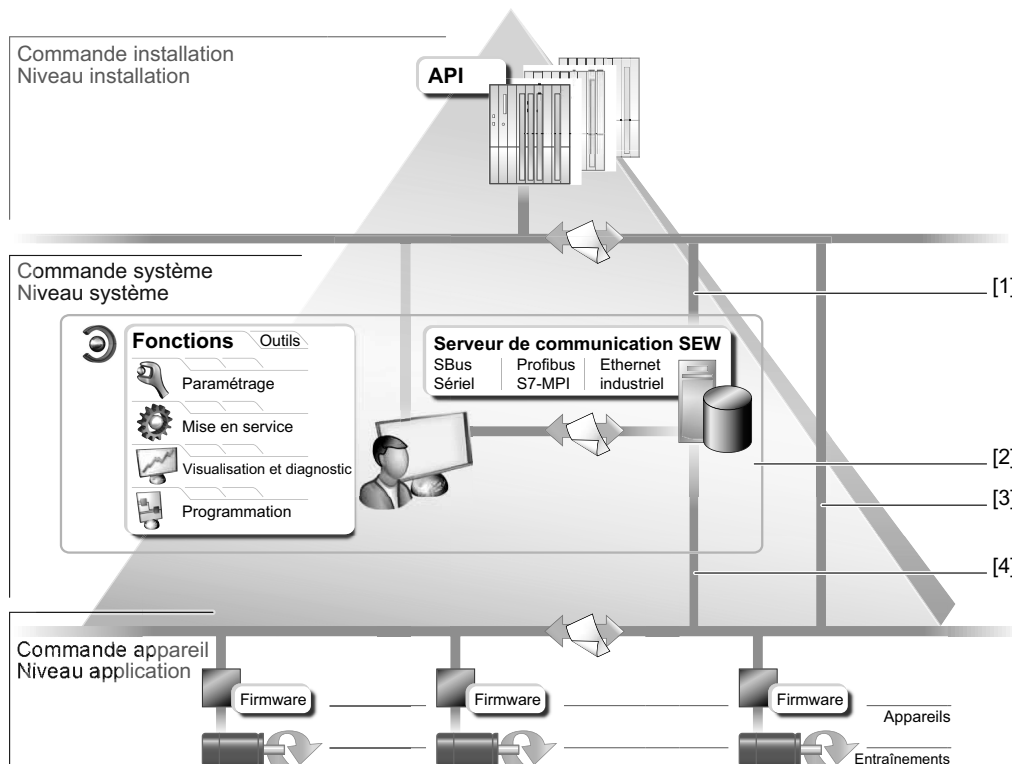 Commande installation
Niveau installation
API
Commande système
Niveau système
[1]
Fonctions
Outils
Paramétrage
Mise en service
Visualisation et diagnostic
Programmation
Serveur de communication SEW
SBus
Sériel
Profibus
S7-MPI
Ethernet
industriel
[2]
[3]
[4]
Commande appareil
Niveau application
Firmware
Firmware
Firmware
Appareils
Entraînements